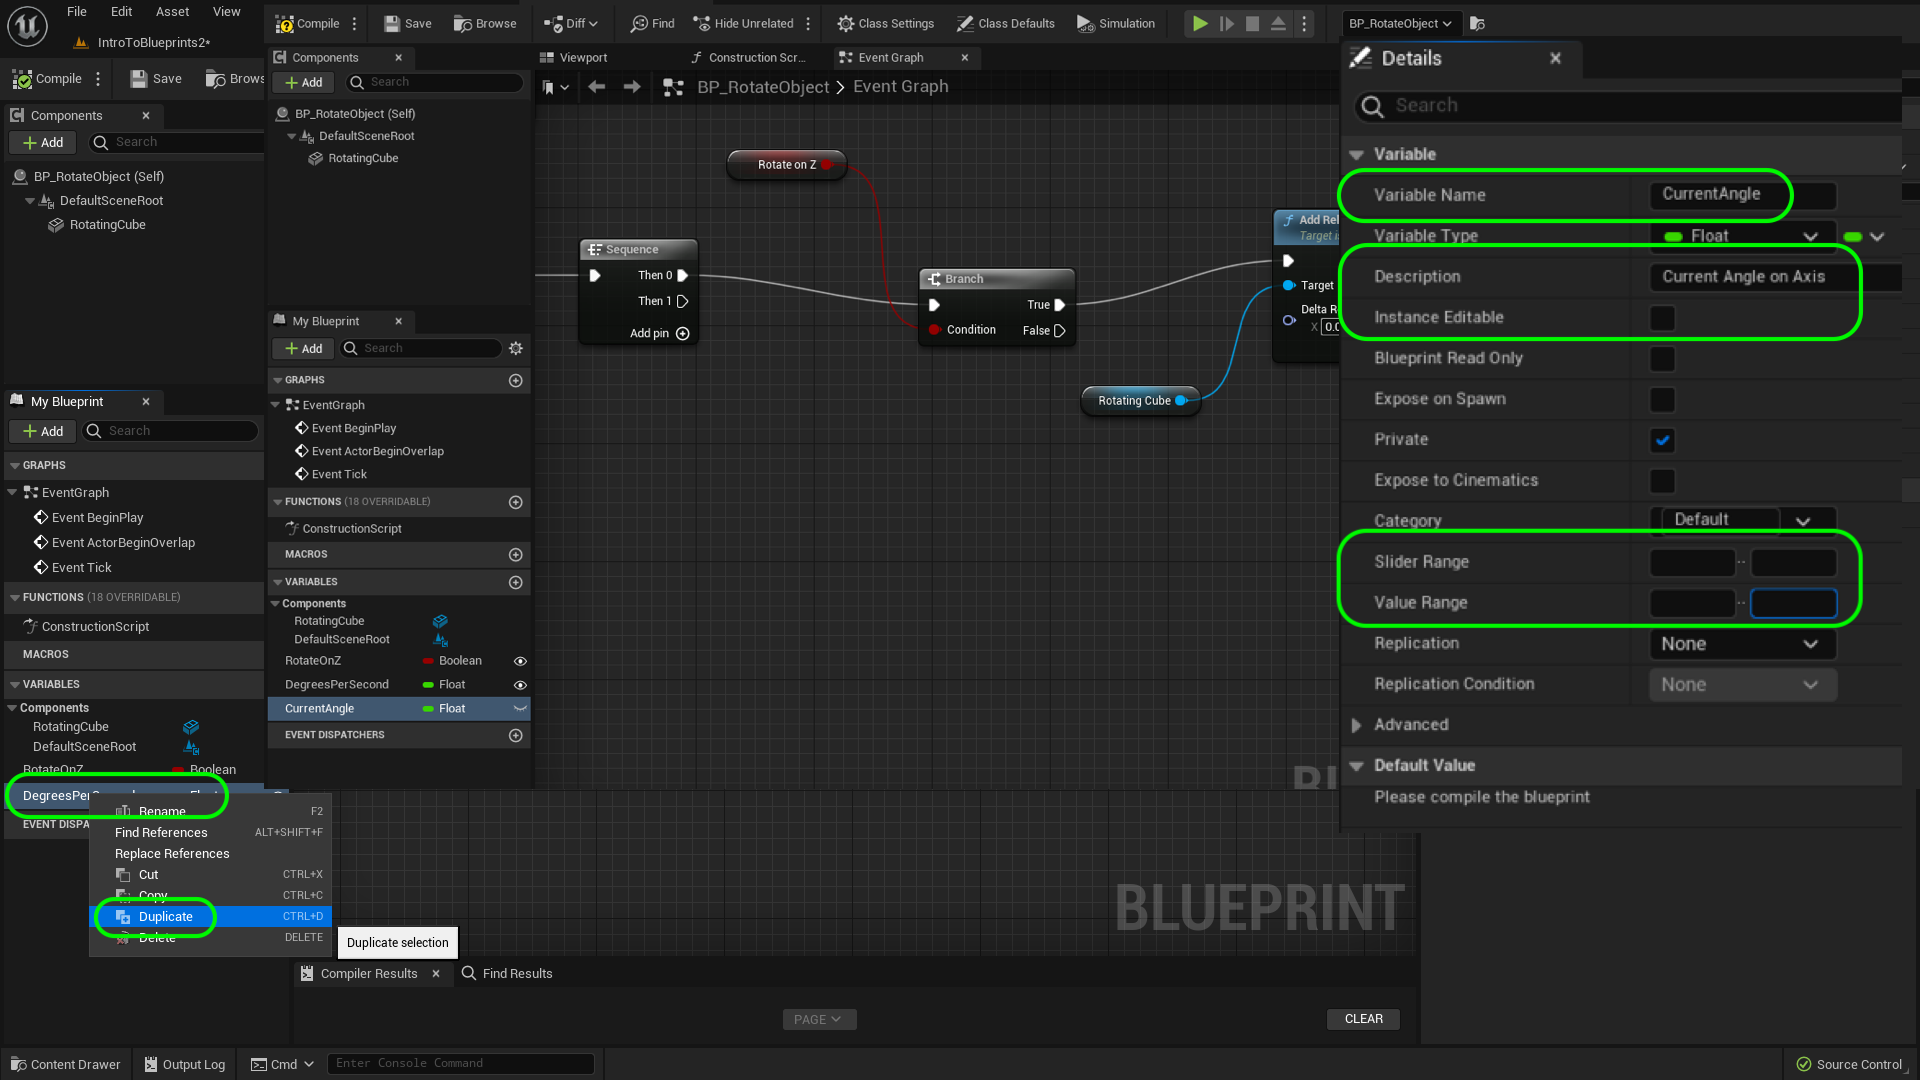 File Edit Asset View
IntroToBlueprints2*
Compile Save Brows
Components
Add Search
BP_RotateObject (Self)
DefaultSceneRoot
RotatingCube
My Blueprint
Add Search
GRAPHS
EventGraph
Event BeginPlay
Event ActorBeginOverlap
Event Tick
FUNCTIONS (18 OVERRIDABLE)
ConstructionScript
MACROS
VARIABLES
Components
RotatingCube
DefaultSceneRoot
RotateOnZ Boolean
DegreesPer
EVENT DISPA
Rename F2
Find References ALT+SHIFT+F
Replace References
Cut CTRL+X
Copy CTRL+C
Duplicate CTRL+D
Delete DELETE
Duplicate selection
Compile Save Browse Diff Find Hide Unrelated Class Settings Class Defaults Simulation BP_RotateObject
Components
Add Search
BP_RotateObject (Self)
DefaultSceneRoot
RotatingCube
My Blueprint
Add Search
GRAPHS
EventGraph
Event BeginPlay
Event ActorBeginOverlap
Event Tick
FUNCTIONS (18 OVERRIDABLE)
ConstructionScript
MACROS
VARIABLES
Components
RotatingCube
DefaultSceneRoot
RotateOnZ Boolean
DegreesPerSecond Float
CurrentAngle Float
EVENT DISPATCHERS
Viewport Construction Scr... Event Graph
BP_RotateObject > Event Graph
Rotate on Z
Sequence
Then 0
Then 1
Add pin
Branch
True
Condition False
Rotating Cube
Add Rel
Target is
Target
Delta R
X 0.0
BLUEPRINT
Compiler Results Find Results
PAGE CLEAR
Details
Search
Variable
Variable Name CurrentAngle
Variable Type Float
Description Current Angle on Axis
Instance Editable
Blueprint Read Only
Expose on Spawn
Private
Expose to Cinematics
Category Default
Slider Range ..
Value Range ..
Replication None
Replication Condition None
Advanced
Default Value
Please compile the blueprint
Content Drawer Output Log Cmd Enter Console Command Source Control